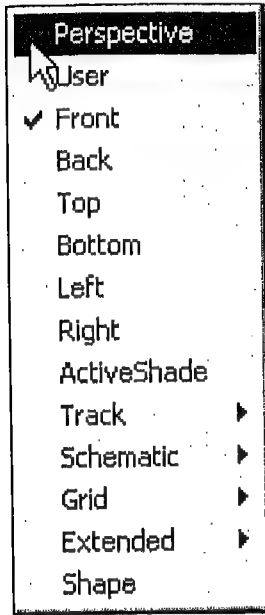 Perspective
User
Front
Back
Top
Bottom
Left
Right
ActiveShade
Track
Schematic
Grid
Extended
Shape